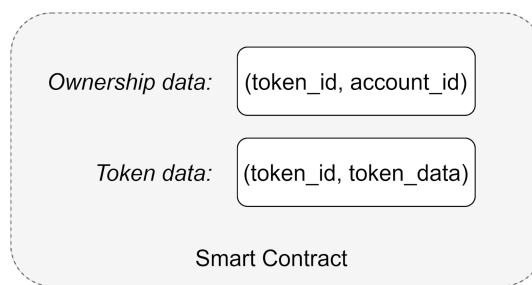 Ownership data: (token_id, account_id)
Token data: (token_id, token_data)
Smart Contract